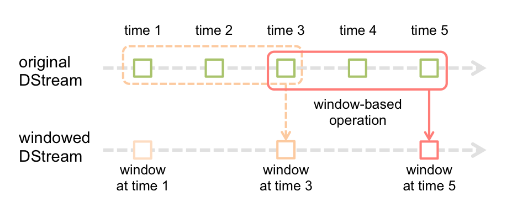 time 1 time 2 time 3 time 4 time 5
original
DStream
window-based
operation
windowed
DStream
window
at time 1
window
at time 3
window
at time 5